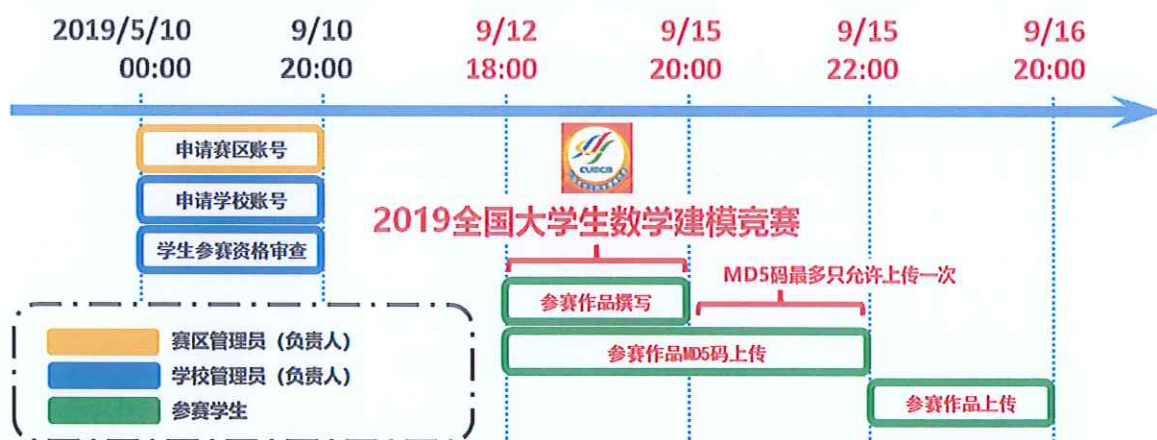 2019/5/10 9/10 9/12 9/15 9/15 9/16
00:00 20:00 18:00 20:00 22:00 20:00
申请赛区账号
申请学校账号
CUMCM
2019全国大学生数学建模竞赛
学生参赛资格审查
MD5码最多只允许上传一次
参赛作品撰写
参赛作品MD5码上传
参赛作品上传
赛区管理员（负责人）
学校管理员（负责人）
参赛学生